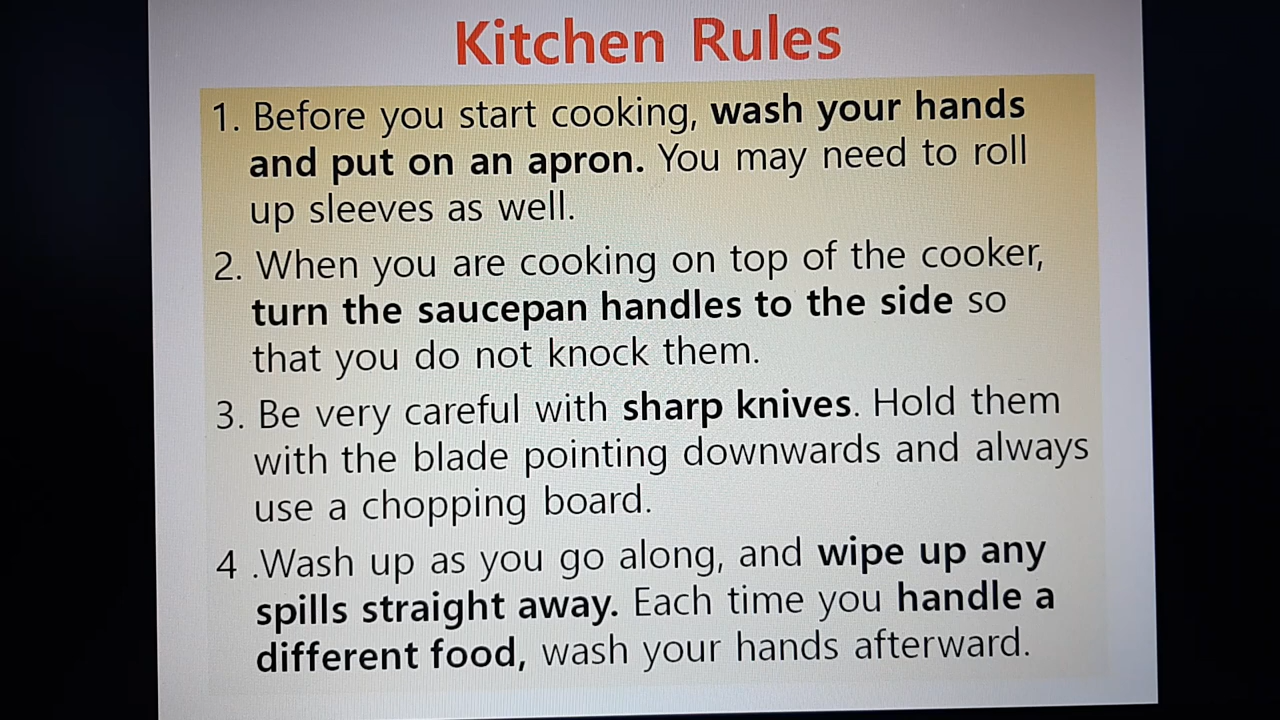 Kitchen Rules
1. Before you start cooking, wash your hands
and put on an apron. You may need to roll
up sleeves as well.
2. When you are cooking on top of the cooker,
turn the saucepan handles to the side so
that you do not knock them.
3. Be very careful with sharp knives. Hold them
with the blade pointing downwards and always
use a chopping board.
4 .Wash up as you go along, and wipe up any
spills straight away. Each time you handle a
different food, wash your hands afterward.